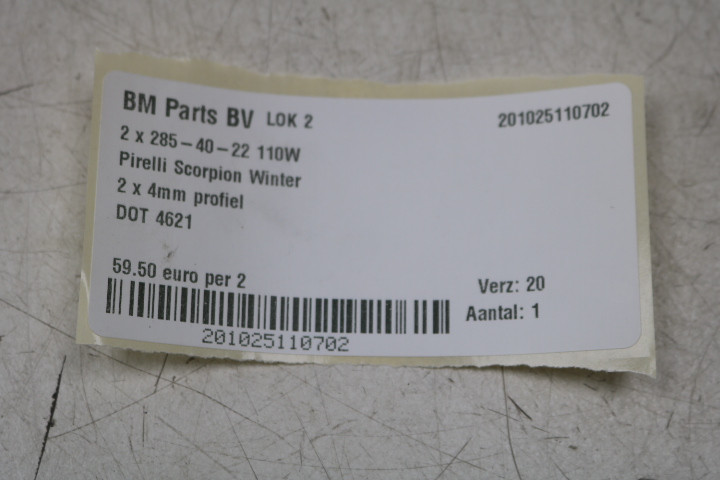 BM Parts BV LOK 2 201025110702
2 x 285-40-22 110W
Pirelli Scorpion Winter
2 x 4mm profiel
DOT 4621
59.50 euro per 2 Verz: 20
Aantal: 1
201025110702